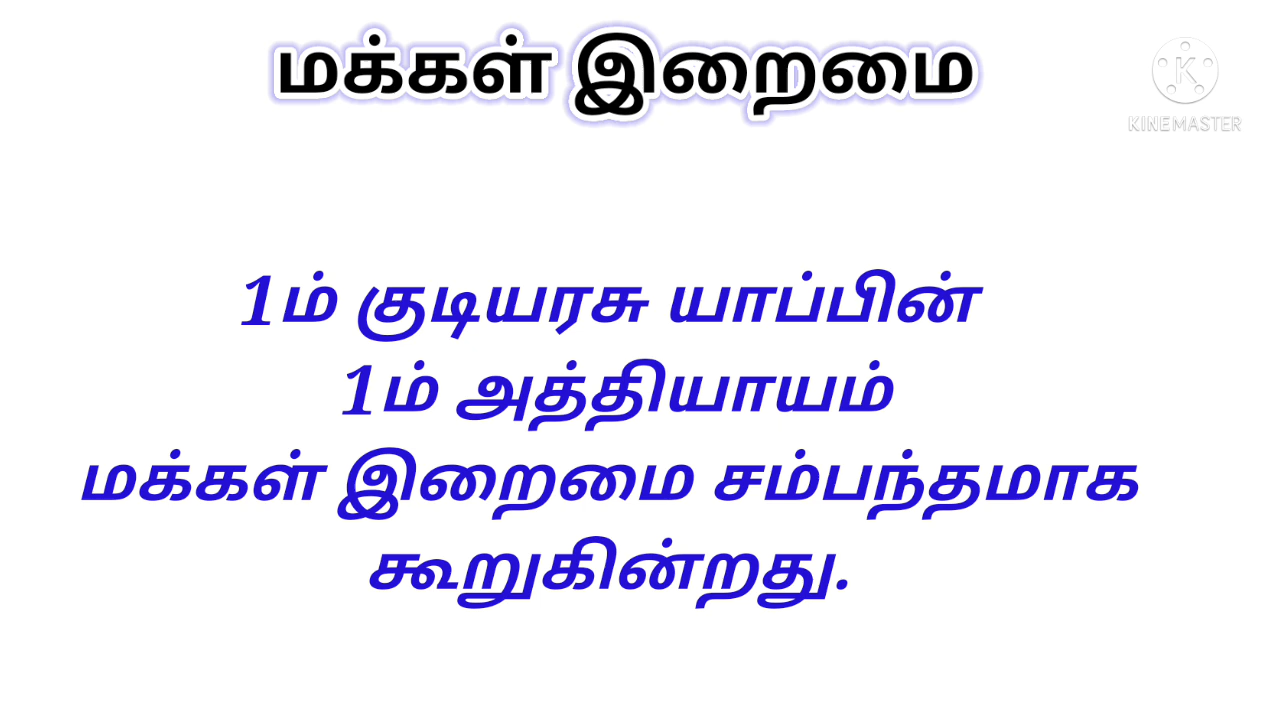 மக்கள் இறைமை
KINEMASTER
1ம் குடியரசு யாப்பின்
1ம் அத்தியாயம்
மக்கள் இறைமை சம்பந்தமாக
கூறுகின்றது.